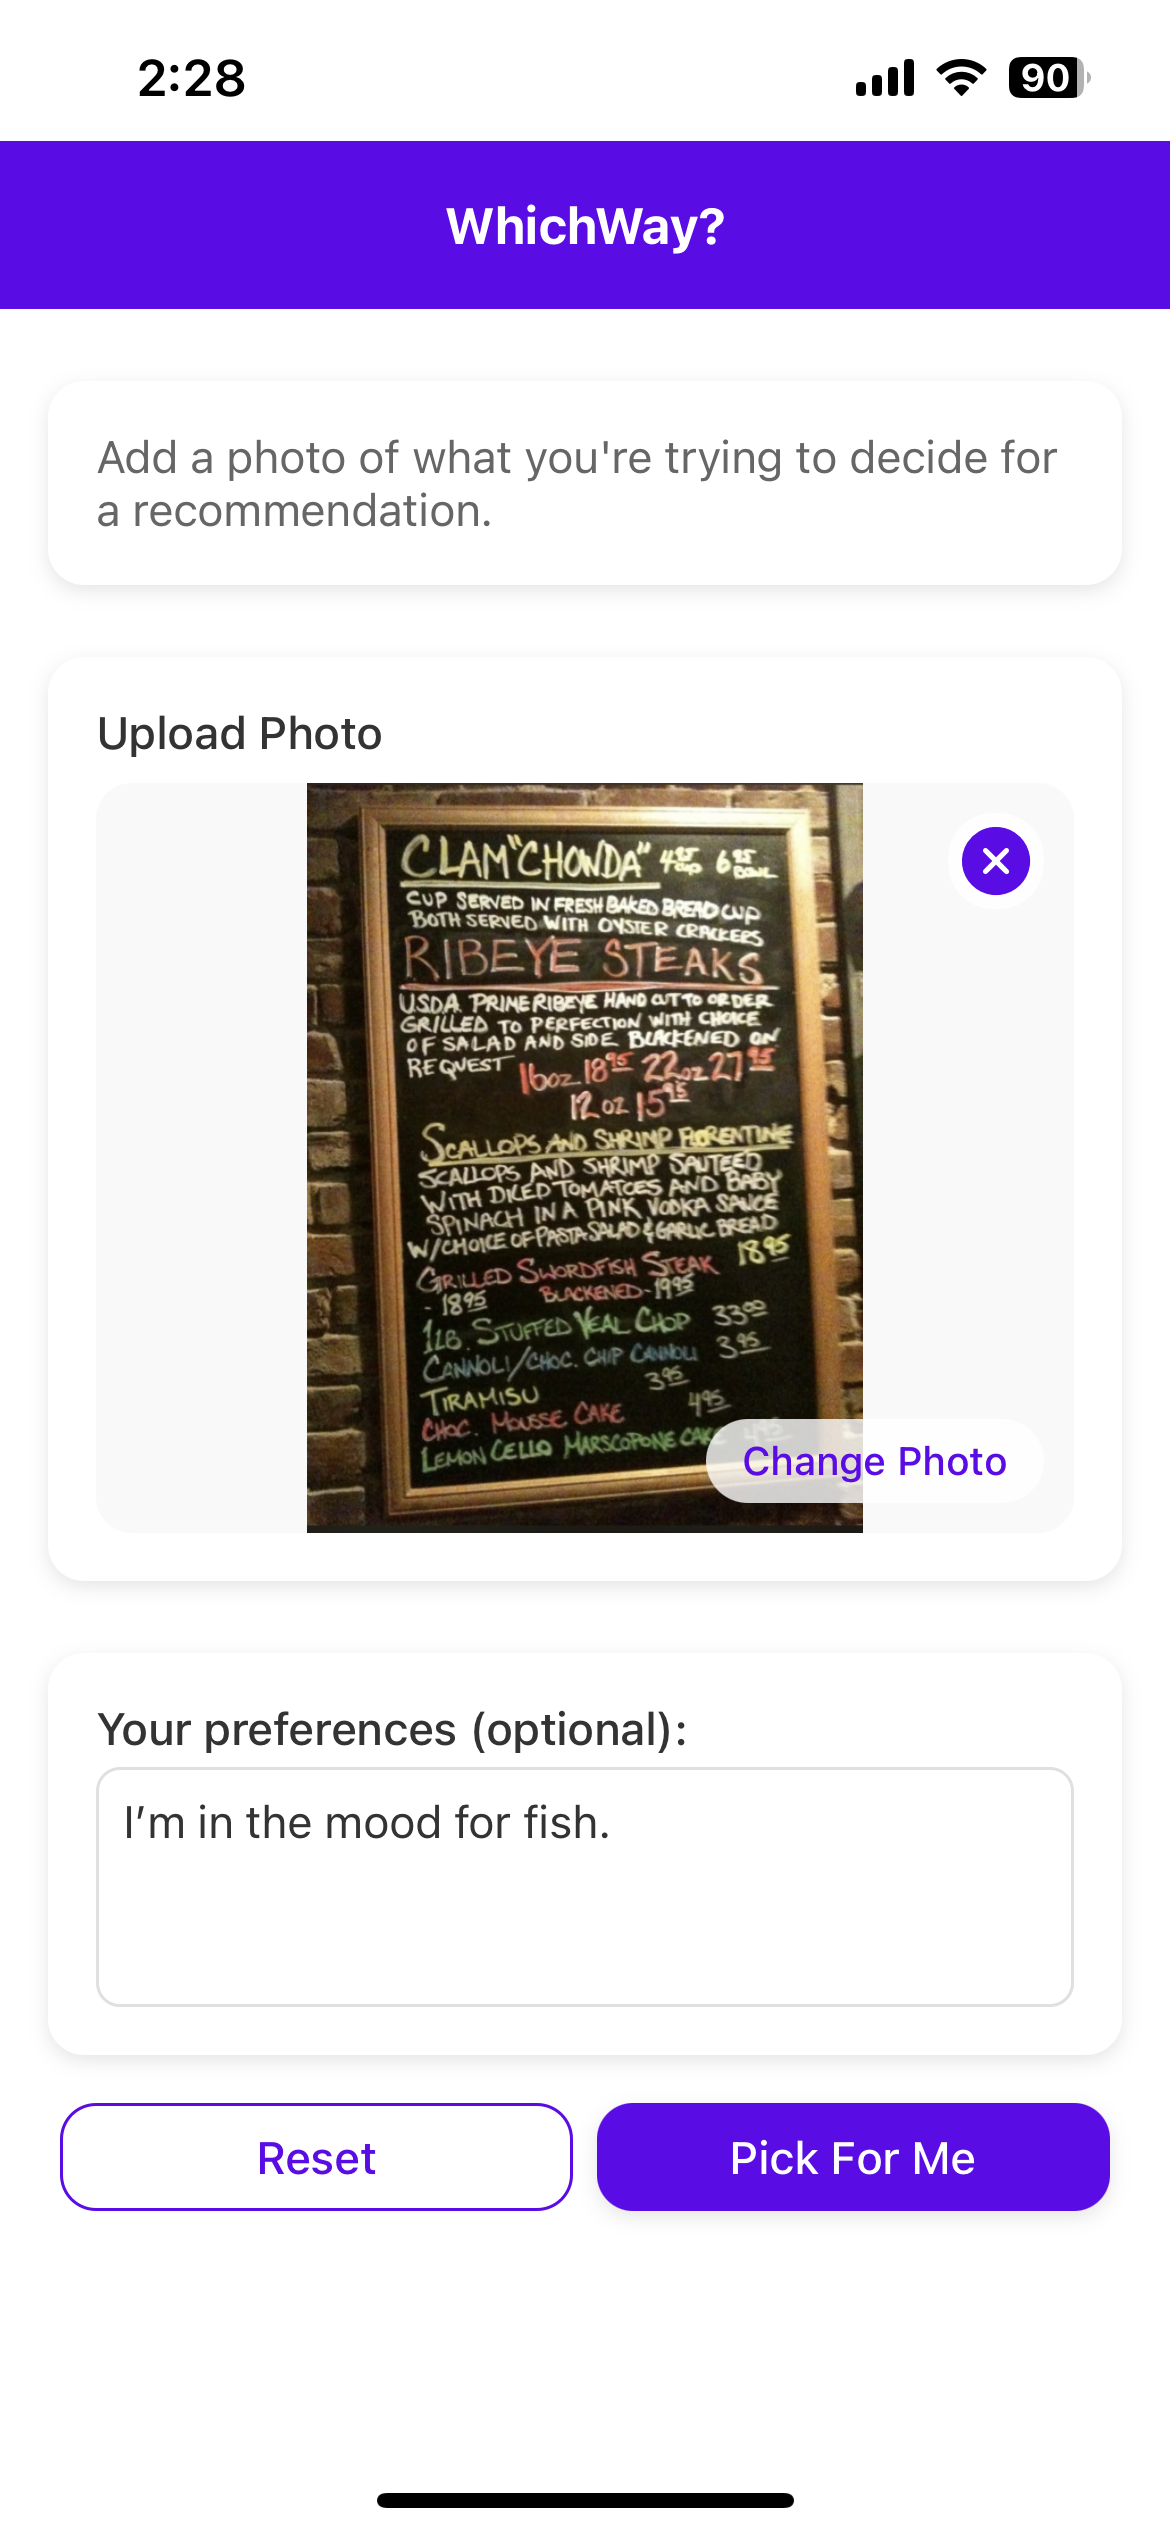 2:28
90
WhichWay?
Add a photo of what you're trying to decide for
a recommendation.
Upload Photo
CLAM "CHOWDA" 4.95 CUP 6.95 BOWL
CUP SERVED IN FRESH BAKED BREAD CUP
BOTH SERVED WITH OYSTER CRACKERS
RIBEYE STEAKS
USDA PRIME RIBEYE HAND CUT TO ORDER
GRILLED TO PERFECTION WITH CHOICE
OF SALAD AND SIDE BLACKENED ON
REQUEST 16oz 18 95 22oz 27 95
12 oz 15 95
SCALLOPS AND SHRIMP FLORENTINE
SCALLOPS AND SHRIMP SAUTEED
WITH DICED TOMATOES AND BABY
SPINACH IN A PINK VODKA SAUCE
W/CHOICE OF PASTA SALAD & GARLIC BREAD
18 95
GRILLED SWORDFISH STEAK
- 18 95 BLACKENED - 19 95
1LB. STUFFED VEAL CHOP 33 00
CANNOLI/CHOC. CHIP CANNOLI 3 95
TIRAMISU 3 95
CHOC. MOUSSE CAKE 4 95
LEMON CELLO MARSCOPONE CAKE
Change Photo
Your preferences (optional):
I’m in the mood for fish.
Reset
Pick For Me